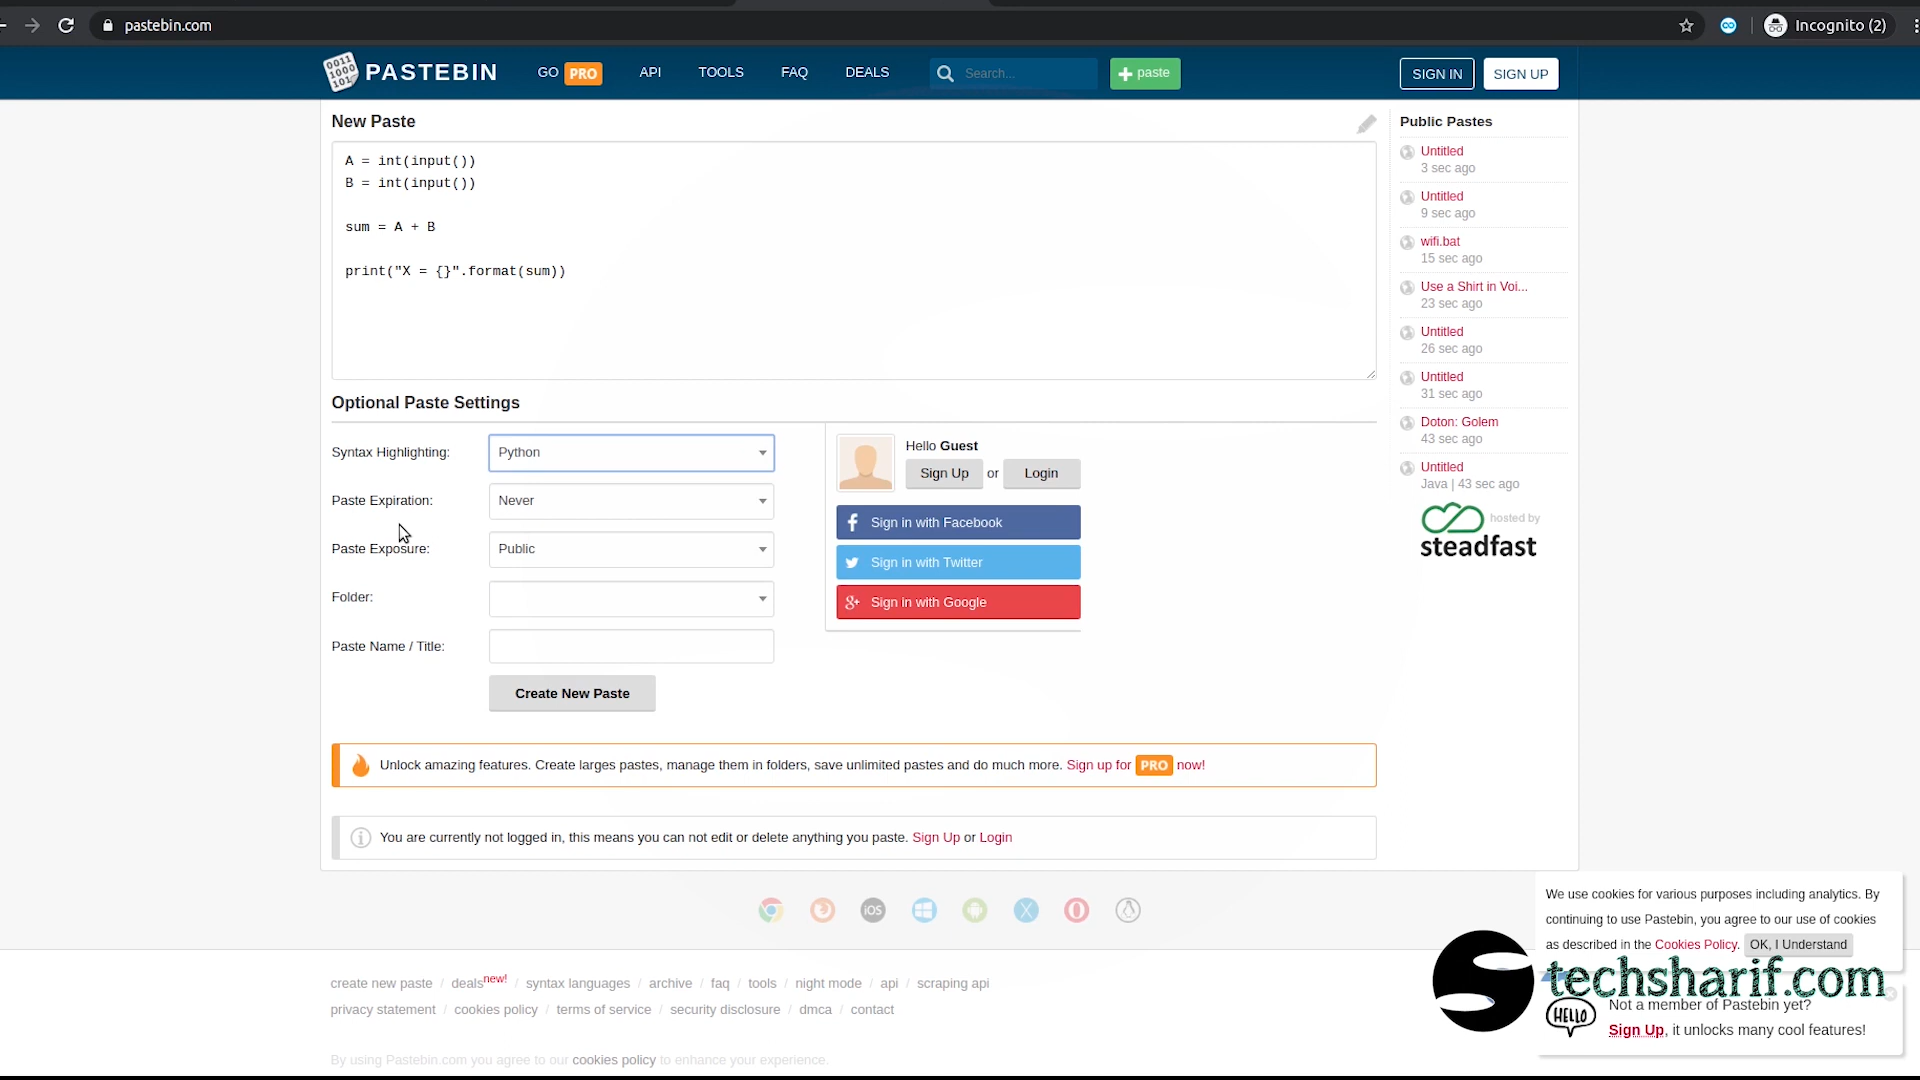 pastebin.com
Incognito (2)
0011
1000
101
PASTEBIN
GO PRO
API
TOOLS
FAQ
DEALS
Search...
+ paste
SIGN IN
SIGN UP
New Paste
A = int(input())
B = int(input())
sum = A + B
print("X = {}".format(sum))
Optional Paste Settings
Syntax Highlighting:
Python
Paste Expiration:
Never
Paste Exposure:
Public
Folder:
Paste Name / Title:
Create New Paste
Hello Guest
Sign Up or Login
Sign in with Facebook
Sign in with Twitter
Sign in with Google
Public Pastes
Untitled
3 sec ago
Untitled
9 sec ago
wifi.bat
15 sec ago
Use a Shirt in Voi...
23 sec ago
Untitled
26 sec ago
Untitled
31 sec ago
Doton: Golem
43 sec ago
Untitled
Java | 43 sec ago
hosted by
steadfast
Unlock amazing features. Create larges pastes, manage them in folders, save unlimited pastes and do much more. Sign up for PRO now!
You are currently not logged in, this means you can not edit or delete anything you paste. Sign Up or Login
iOS
create new paste / deals new! / syntax languages / archive / faq / tools / night mode / api / scraping api
privacy statement / cookies policy / terms of service / security disclosure / dmca / contact
By using Pastebin.com you agree to our cookies policy to enhance your experience.
We use cookies for various purposes including analytics. By
continuing to use Pastebin, you agree to our use of cookies
as described in the Cookies Policy. OK, I Understand
techsharif.com
HELLO
Not a member of Pastebin yet?
Sign Up, it unlocks many cool features!